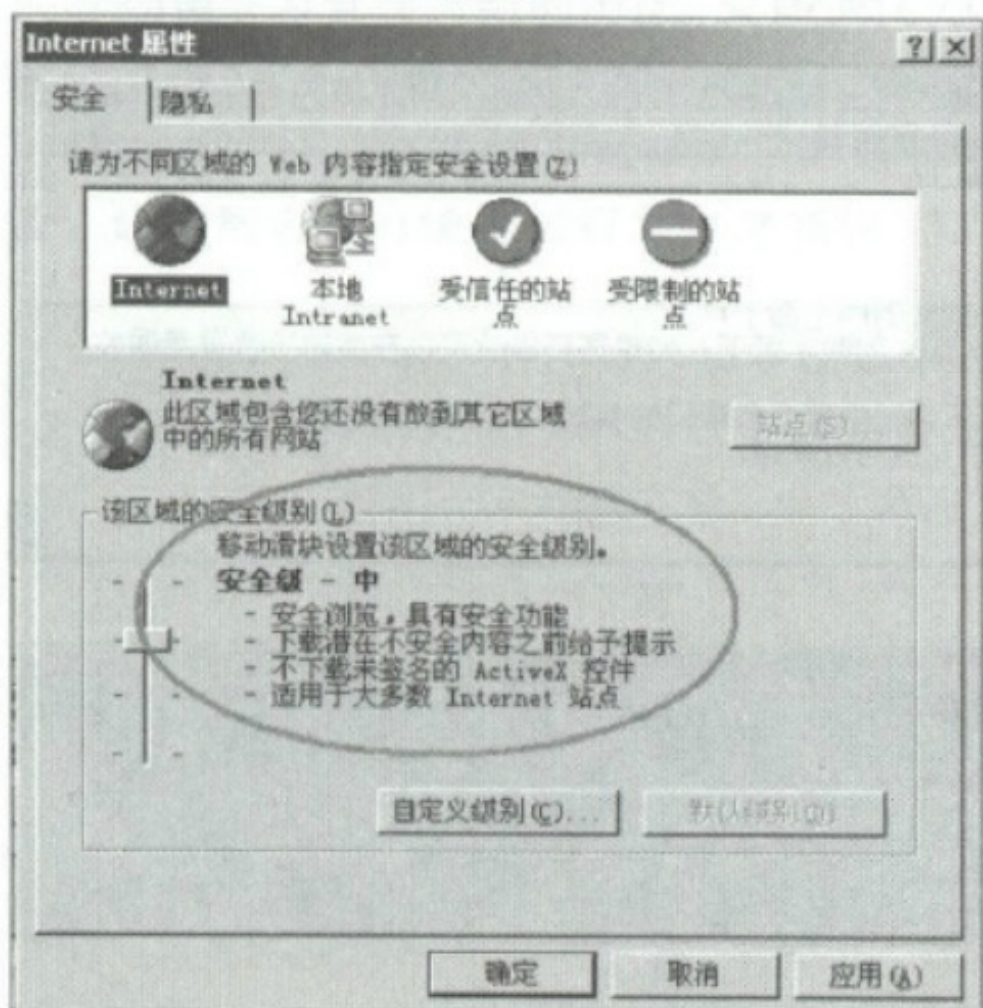 Internet 属性
安全
隐私
请为不同区域的 Web 内容指定安全设置(Z)
Internet
本地
Intranet
受信任的站
点
受限制的站
点
Internet
此区域包含您还没有放到其它区域
中的所有网站
站点(S)...
该区域的安全级别(L)
移动滑块设置该区域的安全级别。
安全级 - 中
- 安全浏览,具有安全功能
- 下载潜在不安全内容之前给予提示
- 不下载未签名的 ActiveX 控件
- 适用于大多数 Internet 站点
自定义级别(C)...
默认级别(D)
确定
取消
应用(A)